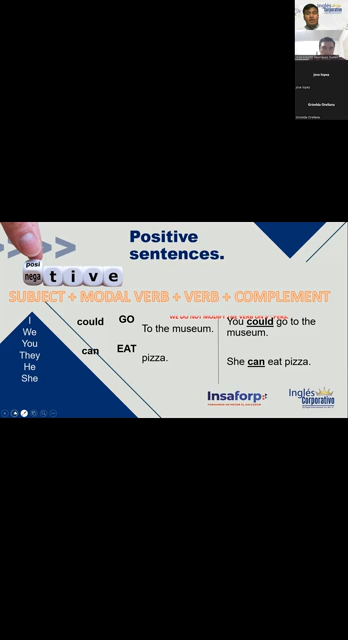 Inglés
Corporativo
jose lopez
jose lopez
Griselda Orellana
Griselda Orellana
Positive
sentences.
posi
nega
t i v e
SUBJECT + MODAL VERB + VERB + COMPLEMENT
I
We
You
They
He
She
could
can
GO
EAT
To the museum.
pizza.
You could go to the
museum.
She can eat pizza.
Insaforp
Inglés
Corporativo